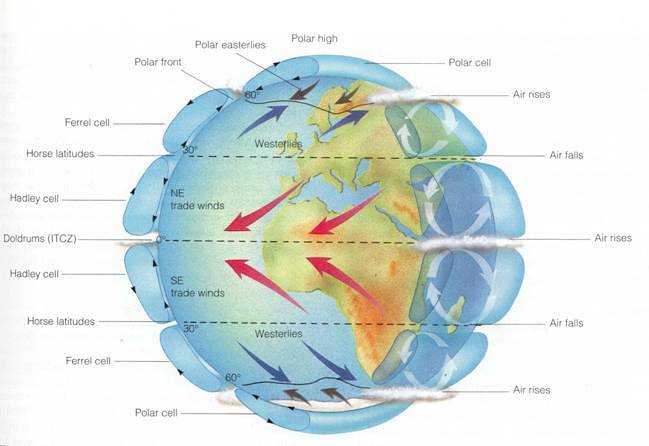 Polar high
Polar easterlies
Polar front
Polar cell
60°
Air rises
Ferrel cell
Westerlies
Horse latitudes
30°
Air falls
NE
trade winds
Hadley cell
Doldrums (ITCZ)
0°
Air rises
Hadley cell
SE
trade winds
Horse latitudes
30°
Air falls
Westerlies
Ferrel cell
60°
Air rises
Polar cell